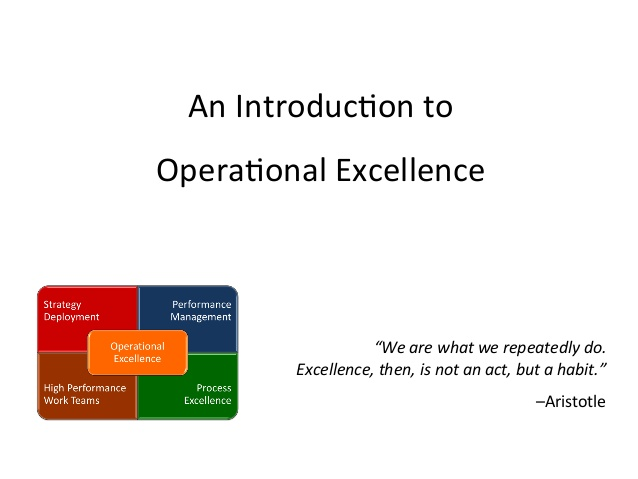 An Introduction to
Operational Excellence
Strategy
Deployment
Performance
Management
Operational
Excellence
High Performance
Work Teams
Process
Excellence
“We are what we repeatedly do.
Excellence, then, is not an act, but a habit.”
–Aristotle